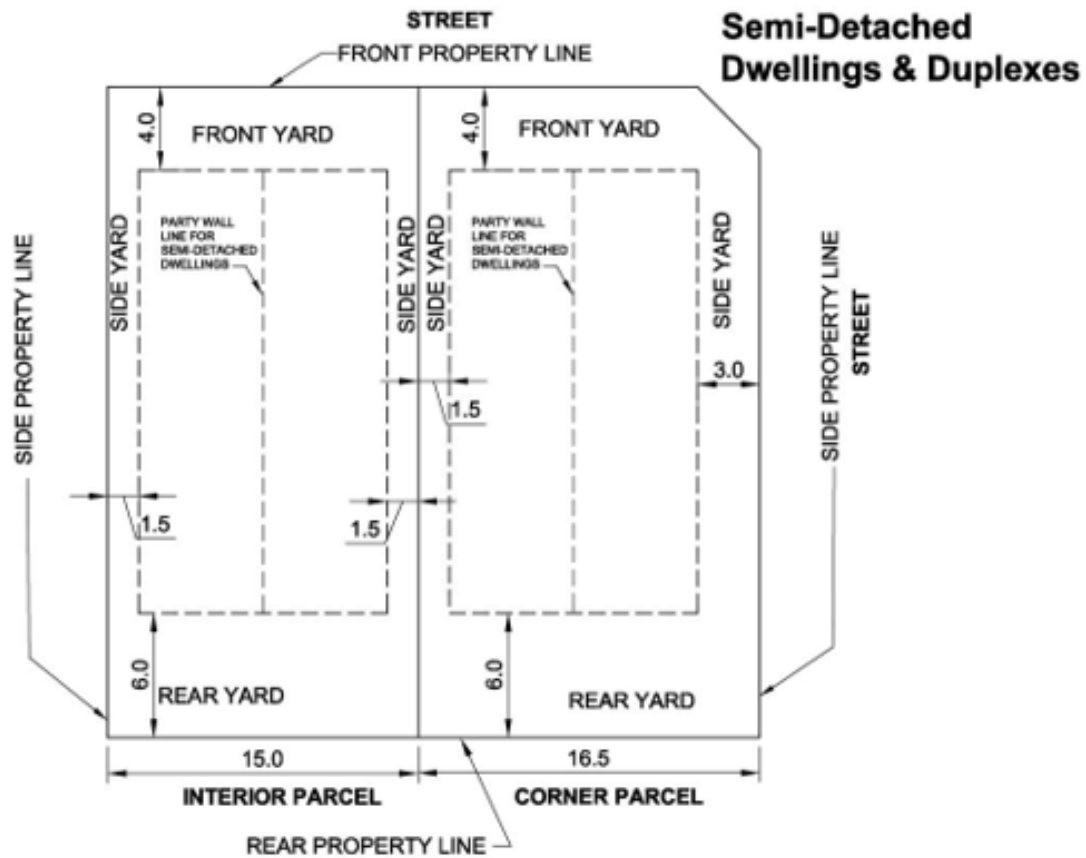 STREET
Semi-Detached
Dwellings & Duplexes
FRONT PROPERTY LINE
4.0
FRONT YARD
4.0
FRONT YARD
SIDE YARD
PARTY WALL
LINE FOR
SEMI-DETACHED
DWELLINGS
SIDE YARD
SIDE YARD
PARTY WALL
LINE FOR
SEMI-DETACHED
DWELLINGS
SIDE YARD
SIDE PROPERTY LINE
SIDE PROPERTY LINE
STREET
3.0
1.5
1.5
1.5
6.0
REAR YARD
6.0
REAR YARD
15.0
16.5
INTERIOR PARCEL
CORNER PARCEL
REAR PROPERTY LINE